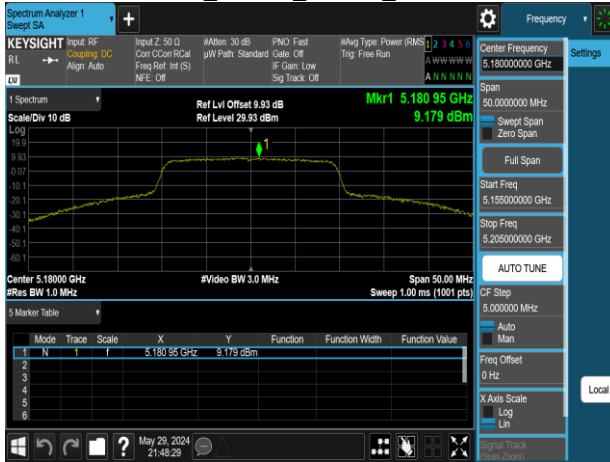 Spectrum Analyzer 1
Swept SA
+
Frequency
KEYSIGHT
RL
LXI
Input: RF
Coupling: DC
Align: Auto
Input Z: 50 Ω
Corr CCorr RCal
Freq Ref: Int (S)
NFE: Off
#Atten: 30 dB
µW Path: Standard
PNO: Fast
Gate: Off
IF Gain: Low
Sig Track: Off
#Avg Type: Power (RMS
Trig: Free Run
1 2 3 4 5 6
A W W W W W
A N N N N N
1 Spectrum
Scale/Div 10 dB
Ref Lvl Offset 9.93 dB
Ref Level 29.93 dBm
Mkr1 5.180 95 GHz
9.179 dBm
Log
19.9
9.93
-0.07
-10.1
-20.1
-30.1
-40.1
-50.1
-60.1
1
Center 5.18000 GHz
#Video BW 3.0 MHz
Span 50.00 MHz
#Res BW 1.0 MHz
Sweep 1.00 ms (1001 pts)
5 Marker Table
Mode Trace Scale X Y Function Function Width Function Value
1 N 1 f 5.180 95 GHz 9.179 dBm
2
3
4
5
6
May 29, 2024
21:48:29
Center Frequency
5.180000000 GHz
Settings
Span
50.0000000 MHz
Swept Span
Zero Span
Full Span
Start Freq
5.155000000 GHz
Stop Freq
5.205000000 GHz
AUTO TUNE
CF Step
5.000000 MHz
Auto
Man
Freq Offset
0 Hz
Local
X Axis Scale
Log
Lin
Signal Track
(Span Zoom)